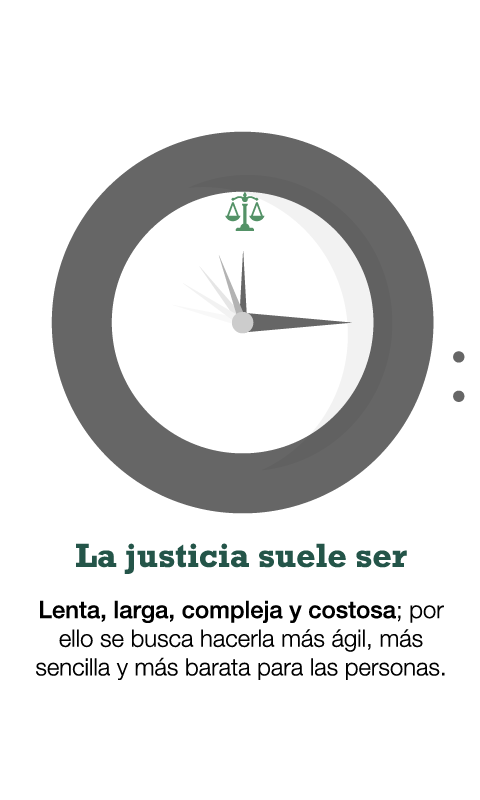 La justicia suele ser
Lenta, larga, compleja y costosa; por
ello se busca hacerla más ágil, más
sencilla y más barata para las personas.